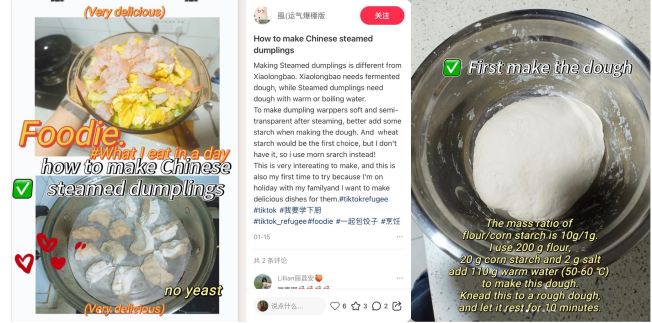 (Very delicious)
Foodie.
#What I eat in a day
how to make Chinese
✅ steamed dumplings
no yeast
(Very delicious)
風(运气爆棚版
关注
How to make Chinese steamed
dumplings
Making Steamed dumplings is different from
Xiaolongbao. Xiaolongbao needs fermented
dough, while Steamed dumplings need
dough with warm or boiling water.
To make dumpling warppers soft and semi-
transparent after steaming, better add some
starch when making the dough. And wheat
starch would be the first choice, but I don't
have it, so i use morn srarch instead!
This is very intereating to make, and this is
also my first time to try because I'm on
holiday with my familyand I want to make
delicious dishes for them.#tiktokrefugee
#tiktok #我要学下厨
#tiktok_refugee#foodie #一起包饺子 #烹饪
01-15
共 2 条评论
说点什么...
6
3
2
✅ First make the dough
The mass ratio of
flour/corn starch is 10g/1g.
I use 200 g flour,
20 g corn starch and 2 g salt
add 110 g warm water (50-60 ℃)
to make this dough.
Knead this to a rough dough,
and let it rest for 10 minutes.